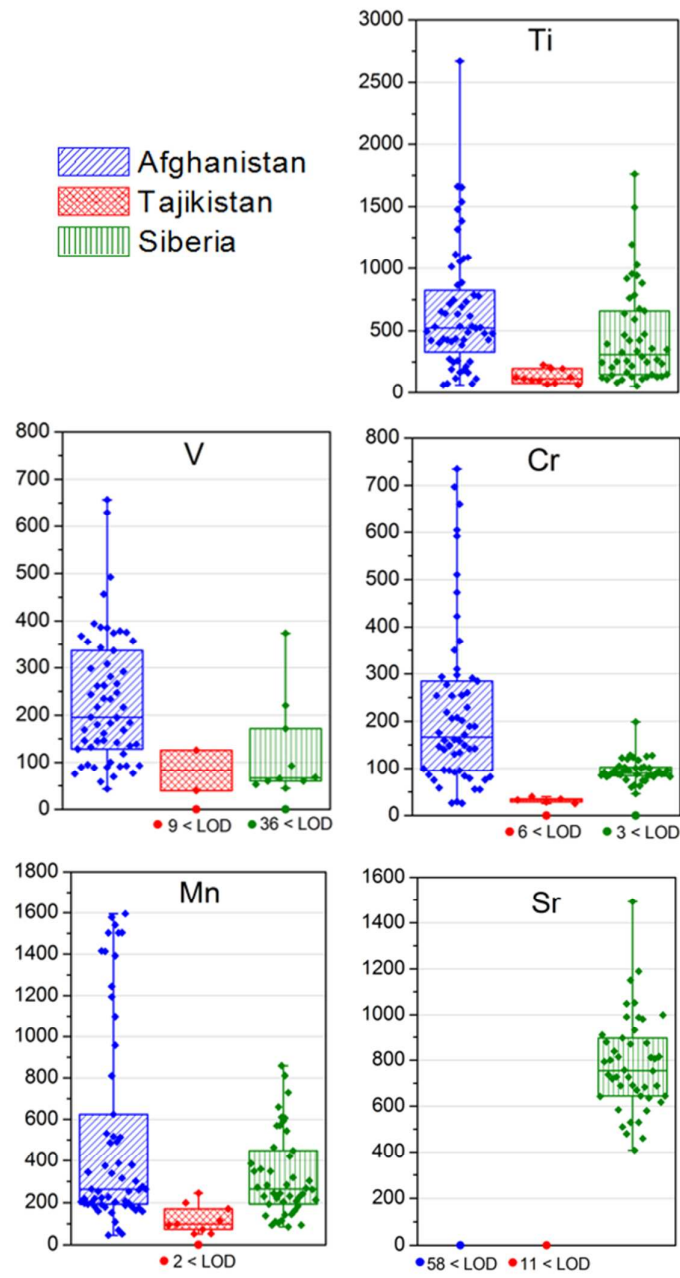 Afghanistan
Tajikistan
Siberia
Ti
3000
2500
2000
1500
1000
500
0
V
800
700
600
500
400
300
200
100
0
9 < LOD
36 < LOD
Cr
800
700
600
500
400
300
200
100
0
6 < LOD
3 < LOD
Mn
1800
1600
1400
1200
1000
800
600
400
200
0
2 < LOD
Sr
1600
1400
1200
1000
800
600
400
200
0
58 < LOD
11 < LOD